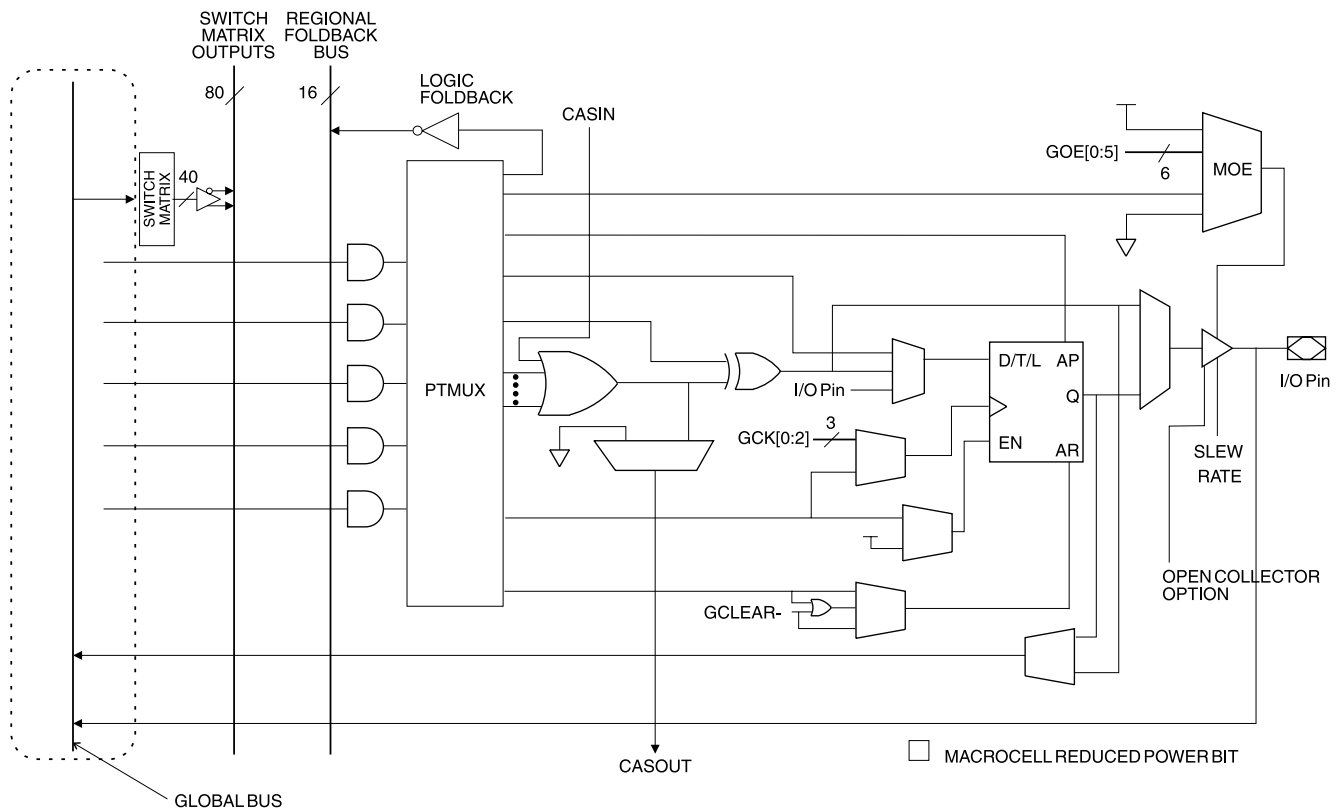 SWITCH
MATRIX
OUTPUTS
REGIONAL
FOLDBACK
BUS
80
16
LOGIC
FOLDBACK
CASIN
GOE[0:5]
6
MOE
SWITCH
MATRIX
40
PTMUX
I/O Pin
D/T/L
AP
Q
EN
AR
I/O Pin
GCK[0:2]
3
SLEW
RATE
OPEN COLLECTOR
OPTION
GCLEAR-
CASOUT
MACROCELL REDUCED POWER BIT
GLOBAL BUS